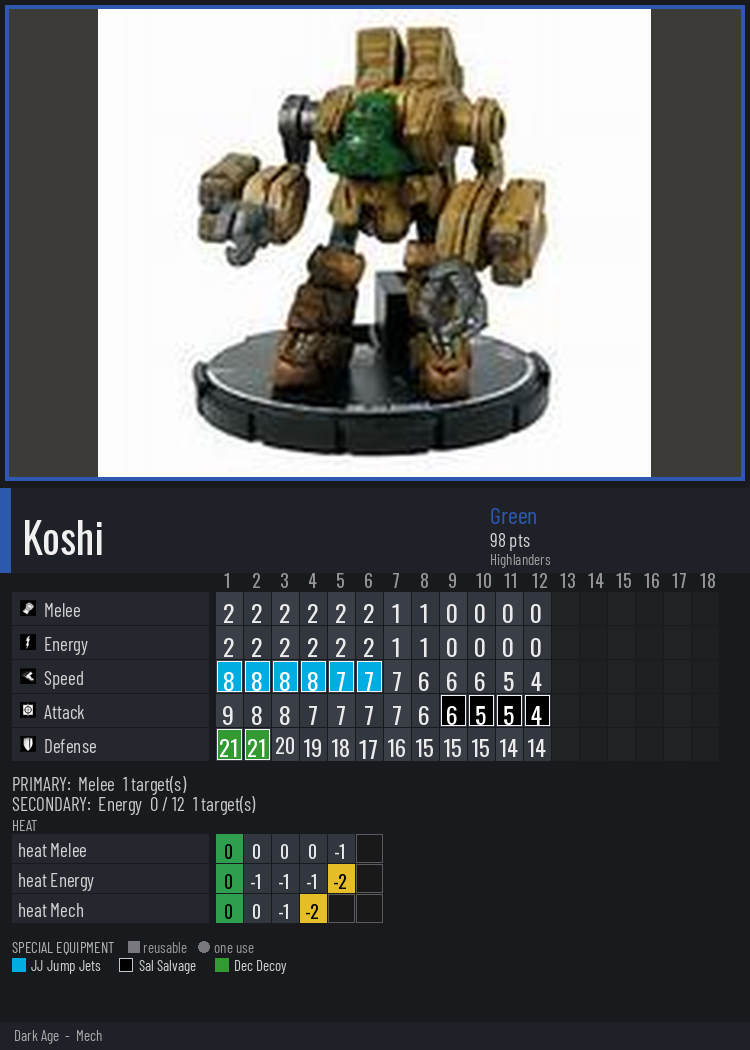 Koshi
Green
98 pts
Highlanders
1 2 3 4 5 6 7 8 9 10 11 12 13 14 15 16 17 18
Melee 2 2 2 2 2 2 1 1 0 0 0 0
Energy 2 2 2 2 2 2 1 1 0 0 0 0
Speed 8 8 8 8 7 7 7 6 6 6 5 4
Attack 9 8 8 7 7 7 7 6 6 5 5 4
Defense 21 21 20 19 18 17 16 15 15 15 14 14
PRIMARY: Melee 1 target(s)
SECONDARY: Energy 0 / 12 1 target(s)
HEAT
heat Melee 0 0 0 0 -1
heat Energy 0 -1 -1 -1 -2
heat Mech 0 0 -1 -2
SPECIAL EQUIPMENT reusable one use
JJ Jump Jets Sal Salvage Dec Decoy
Dark Age - Mech